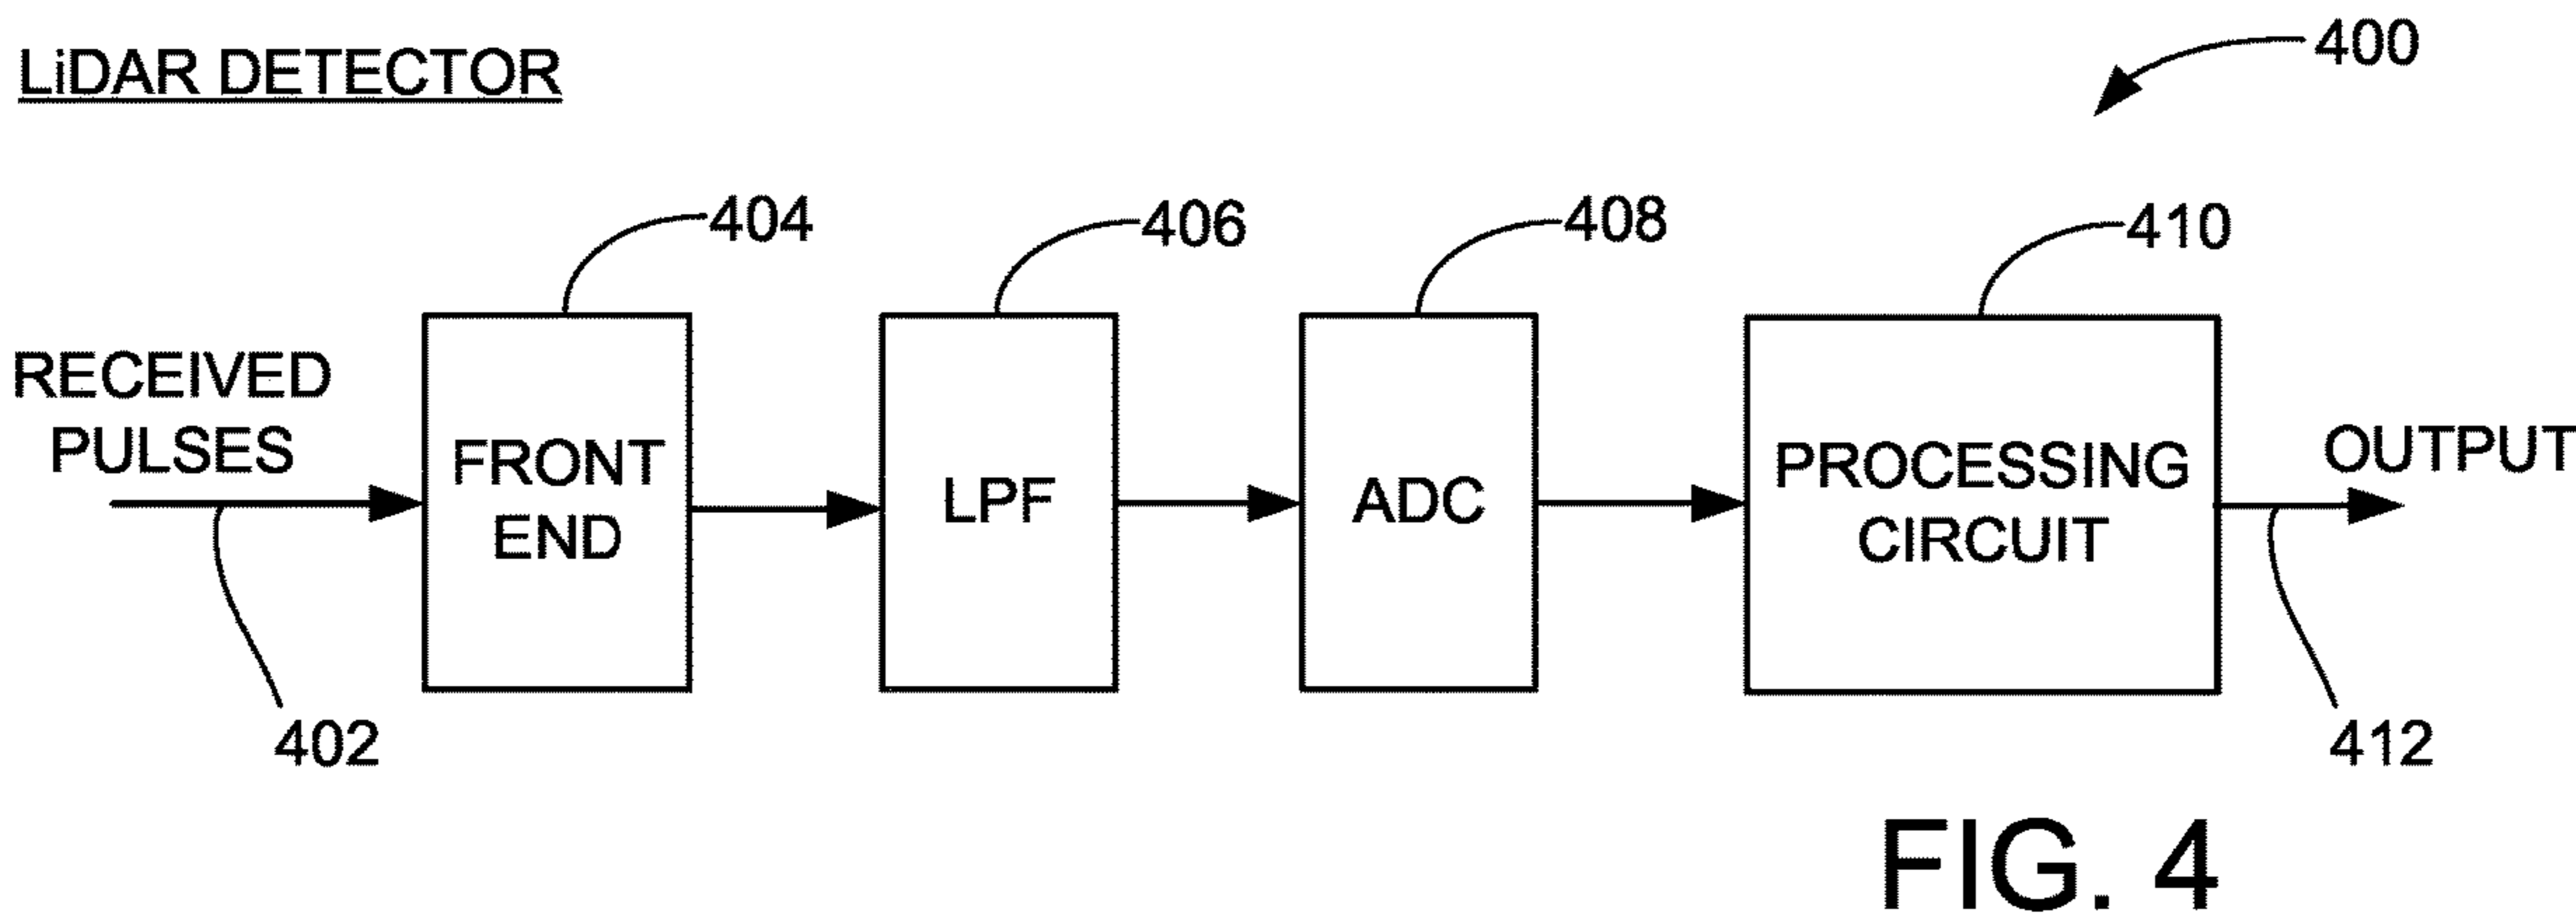 LiDAR DETECTOR
400
404
406
408
410
RECEIVED
PULSES
FRONT
END
LPF
ADC
PROCESSING
CIRCUIT
OUTPUT
402
412
FIG. 4